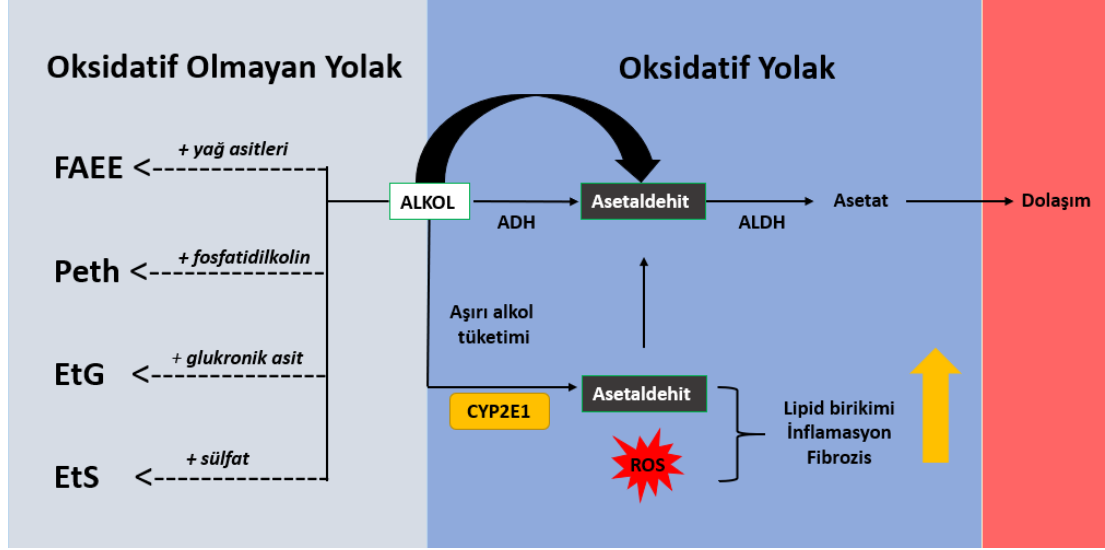 Oksidatif Olmayan Yolak
Oksidatif Yolak
FAEE
+ yağ asitleri
ALKOL
ADH
Asetaldehit
ALDH
Asetat
Dolaşım
Peth
+ fosfatidilkolin
Aşırı alkol
tüketimi
EtG
+ glukronik asit
CYP2E1
Asetaldehit
Lipid birikimi
İnflamasyon
Fibrozis
EtS
+ sülfat
ROS